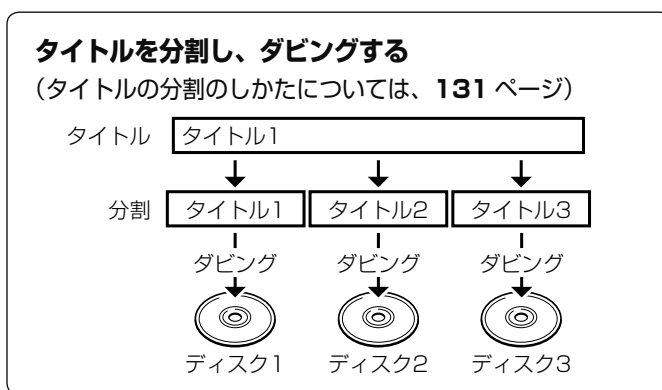 タイトルを分割し、ダビングする
（タイトルの分割のしかたについては、131 ページ）
タイトル タイトル1
分割 タイトル1 タイトル2 タイトル3
ダビング ダビング ダビング
ディスク1 ディスク2 ディスク3